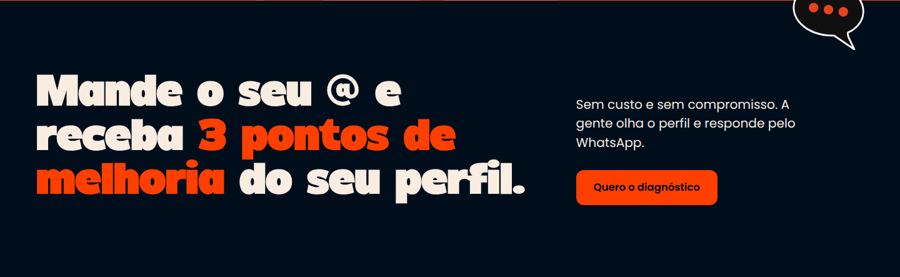 Mande o seu @ e
receba 3 pontos de
melhoria do seu perfil.
Sem custo e sem compromisso. A
gente olha o perfil e responde pelo
WhatsApp.
Quero o diagnóstico